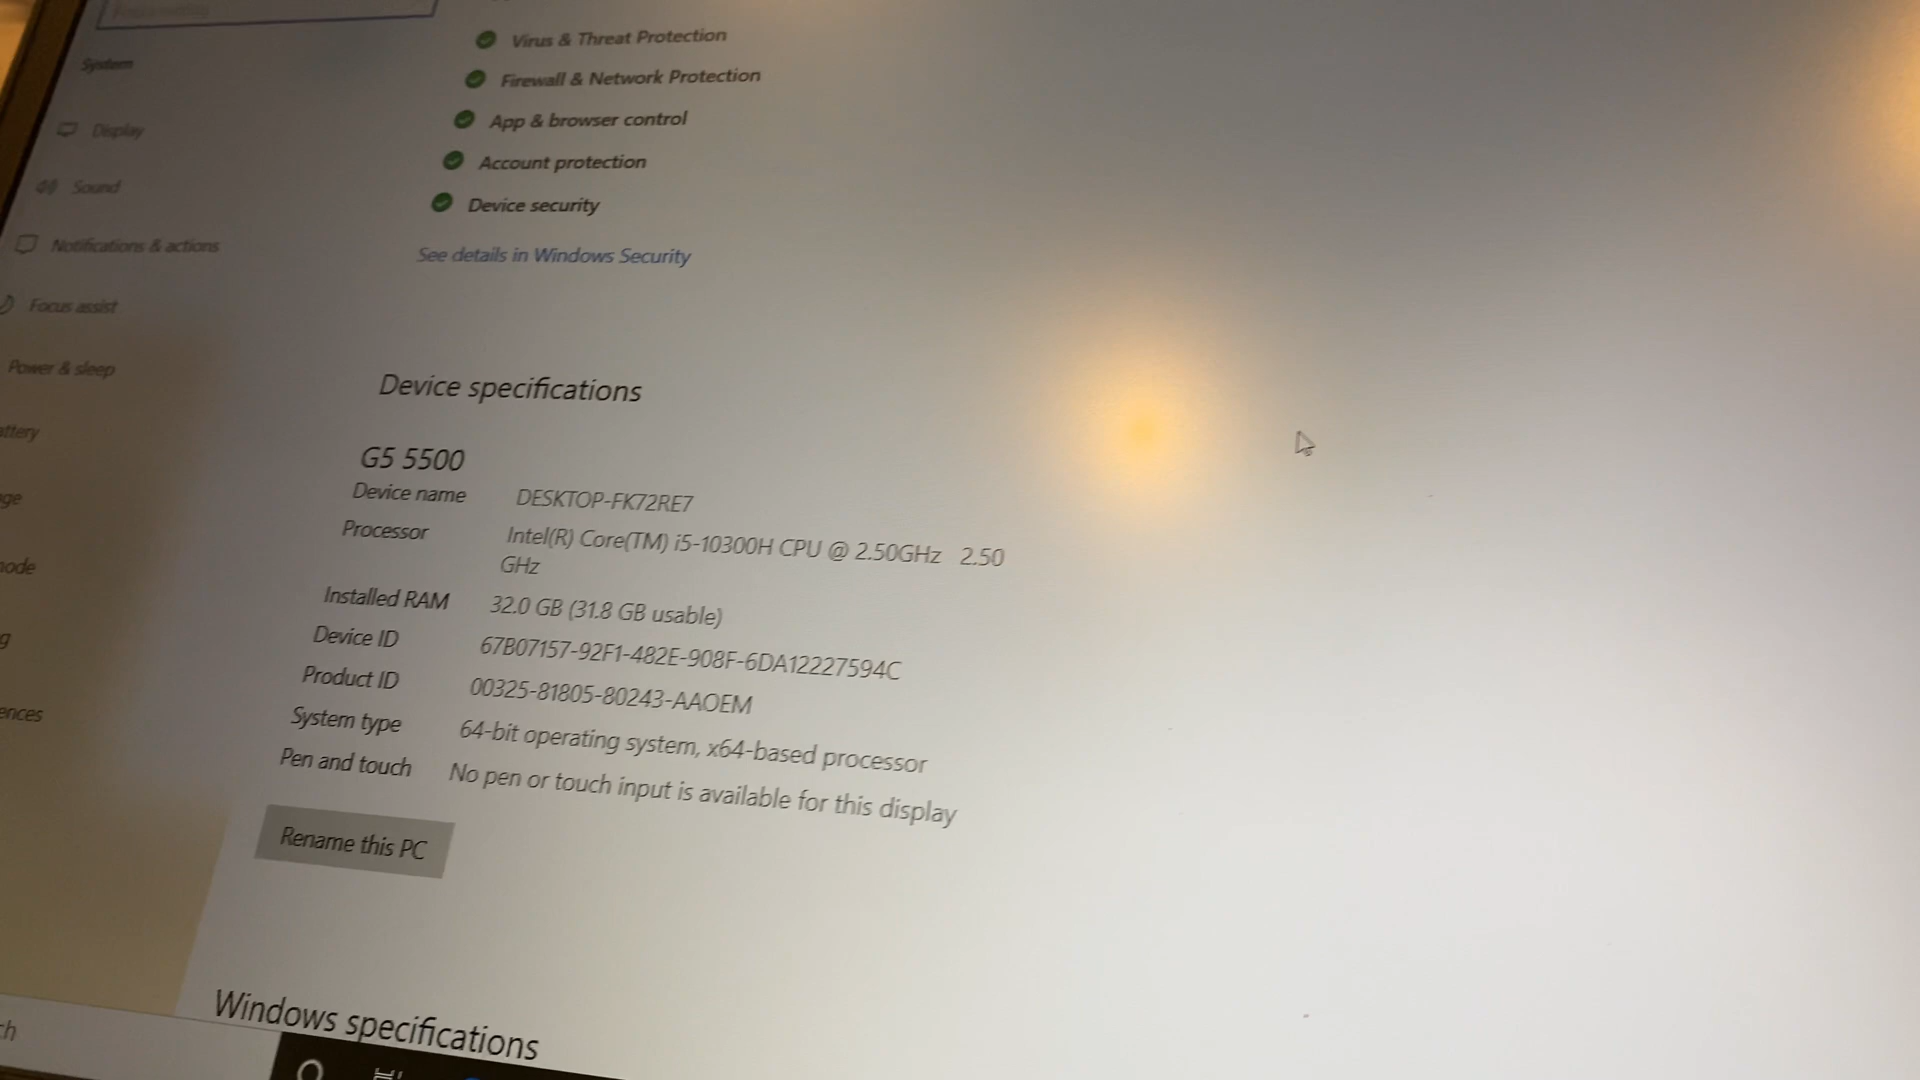 System
Display
Sound
Notifications & actions
Focus assist
Power & sleep
Virus & Threat Protection
Firewall & Network Protection
App & browser control
Account protection
Device security
See details in Windows Security
Device specifications
G5 5500
Device name DESKTOP-FK72RE7
Processor Intel(R) Core(TM) i5-10300H CPU @ 2.50GHz 2.50
GHz
Installed RAM 32.0 GB (31.8 GB usable)
Device ID 67B07157-92F1-482E-908F-6DA12227594C
Product ID 00325-81805-80243-AAOEM
System type 64-bit operating system, x64-based processor
Pen and touch No pen or touch input is available for this display
Rename this PC
Windows specifications